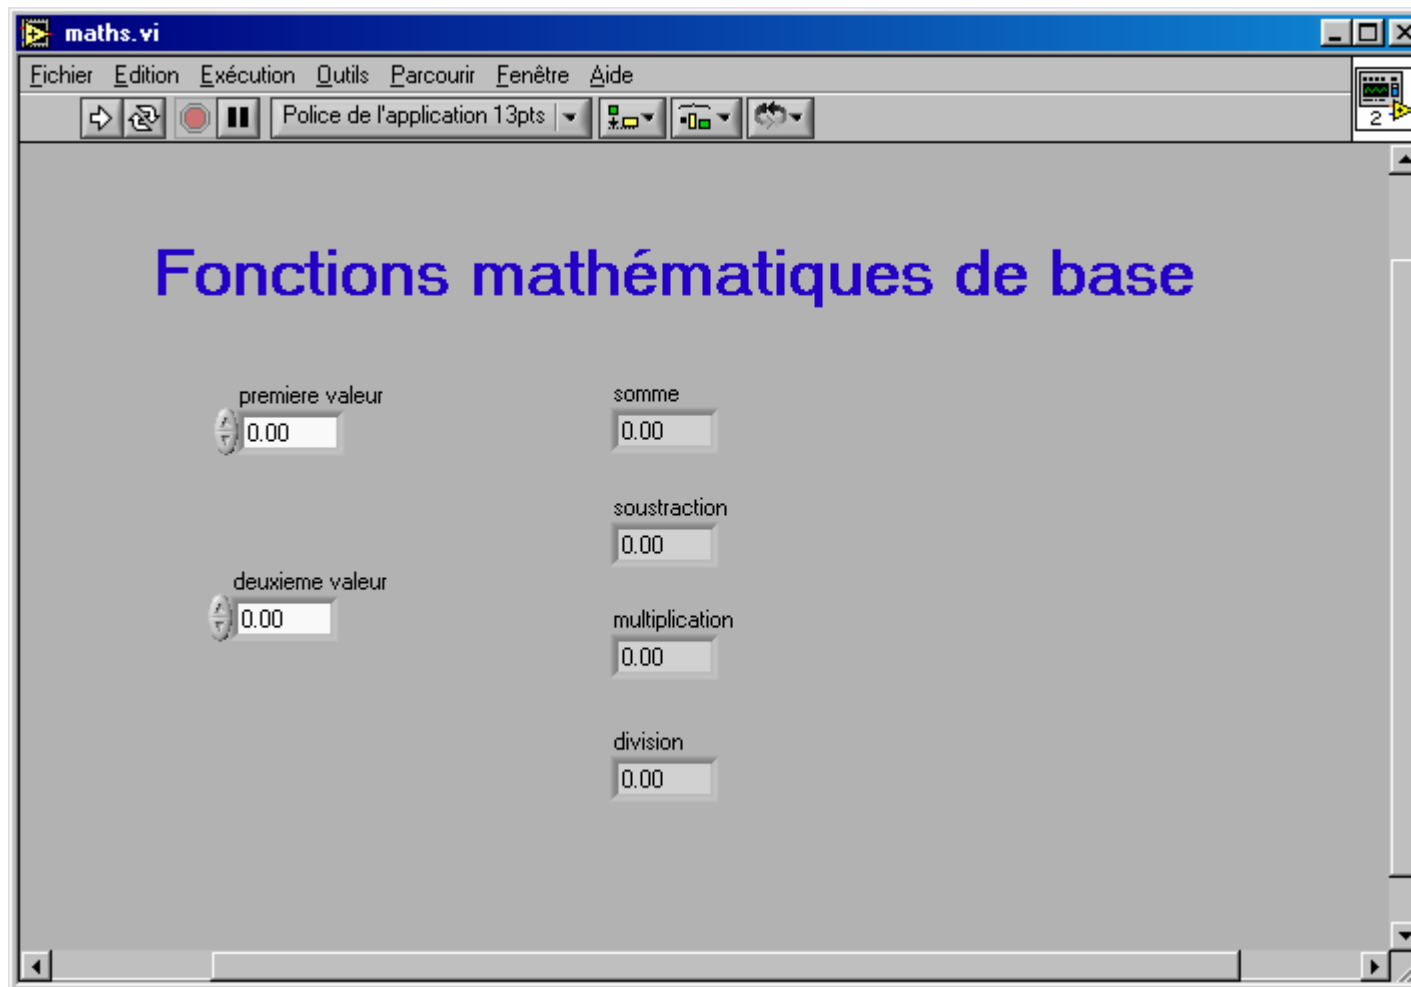 maths.vi
Fichier Edition Exécution Outils Parcourir Fenêtre Aide
Police de l'application 13pts
2
Fonctions mathématiques de base
premiere valeur
0.00
somme
0.00
soustraction
0.00
deuxieme valeur
0.00
multiplication
0.00
division
0.00